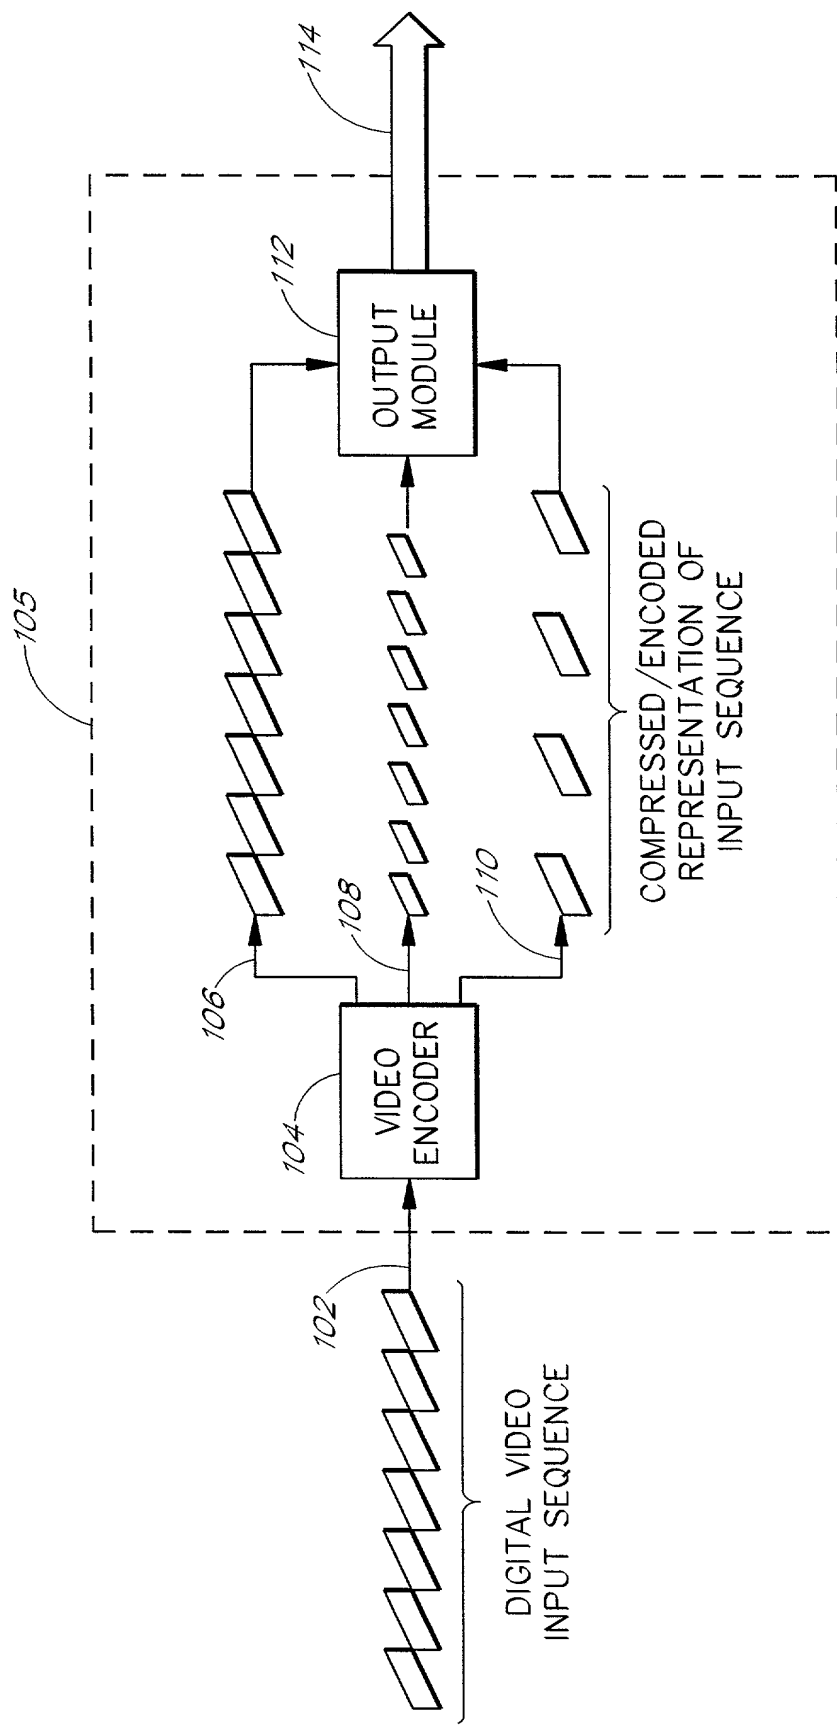 105
114
112
OUTPUT
MODULE
106
108
110
104
VIDEO
ENCODER
102
DIGITAL VIDEO
INPUT SEQUENCE
COMPRESSED/ENCODED
REPRESENTATION OF
INPUT SEQUENCE